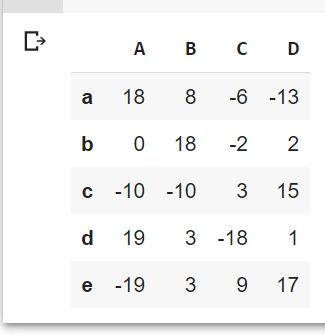 A B C D
a 18 8 -6 -13
b 0 18 -2 2
c -10 -10 3 15
d 19 3 -18 1
e -19 3 9 17